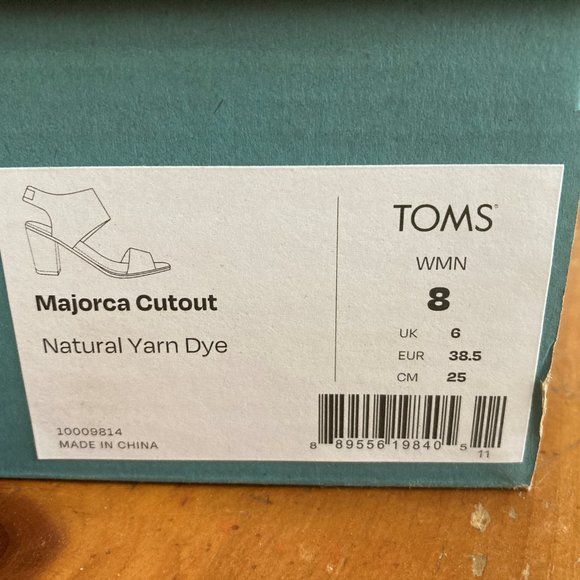 Majorca Cutout
Natural Yarn Dye
10009814
MADE IN CHINA
TOMS®
WMN
8
UK 6
EUR 38.5
CM 25
8 89556 19840 5 11